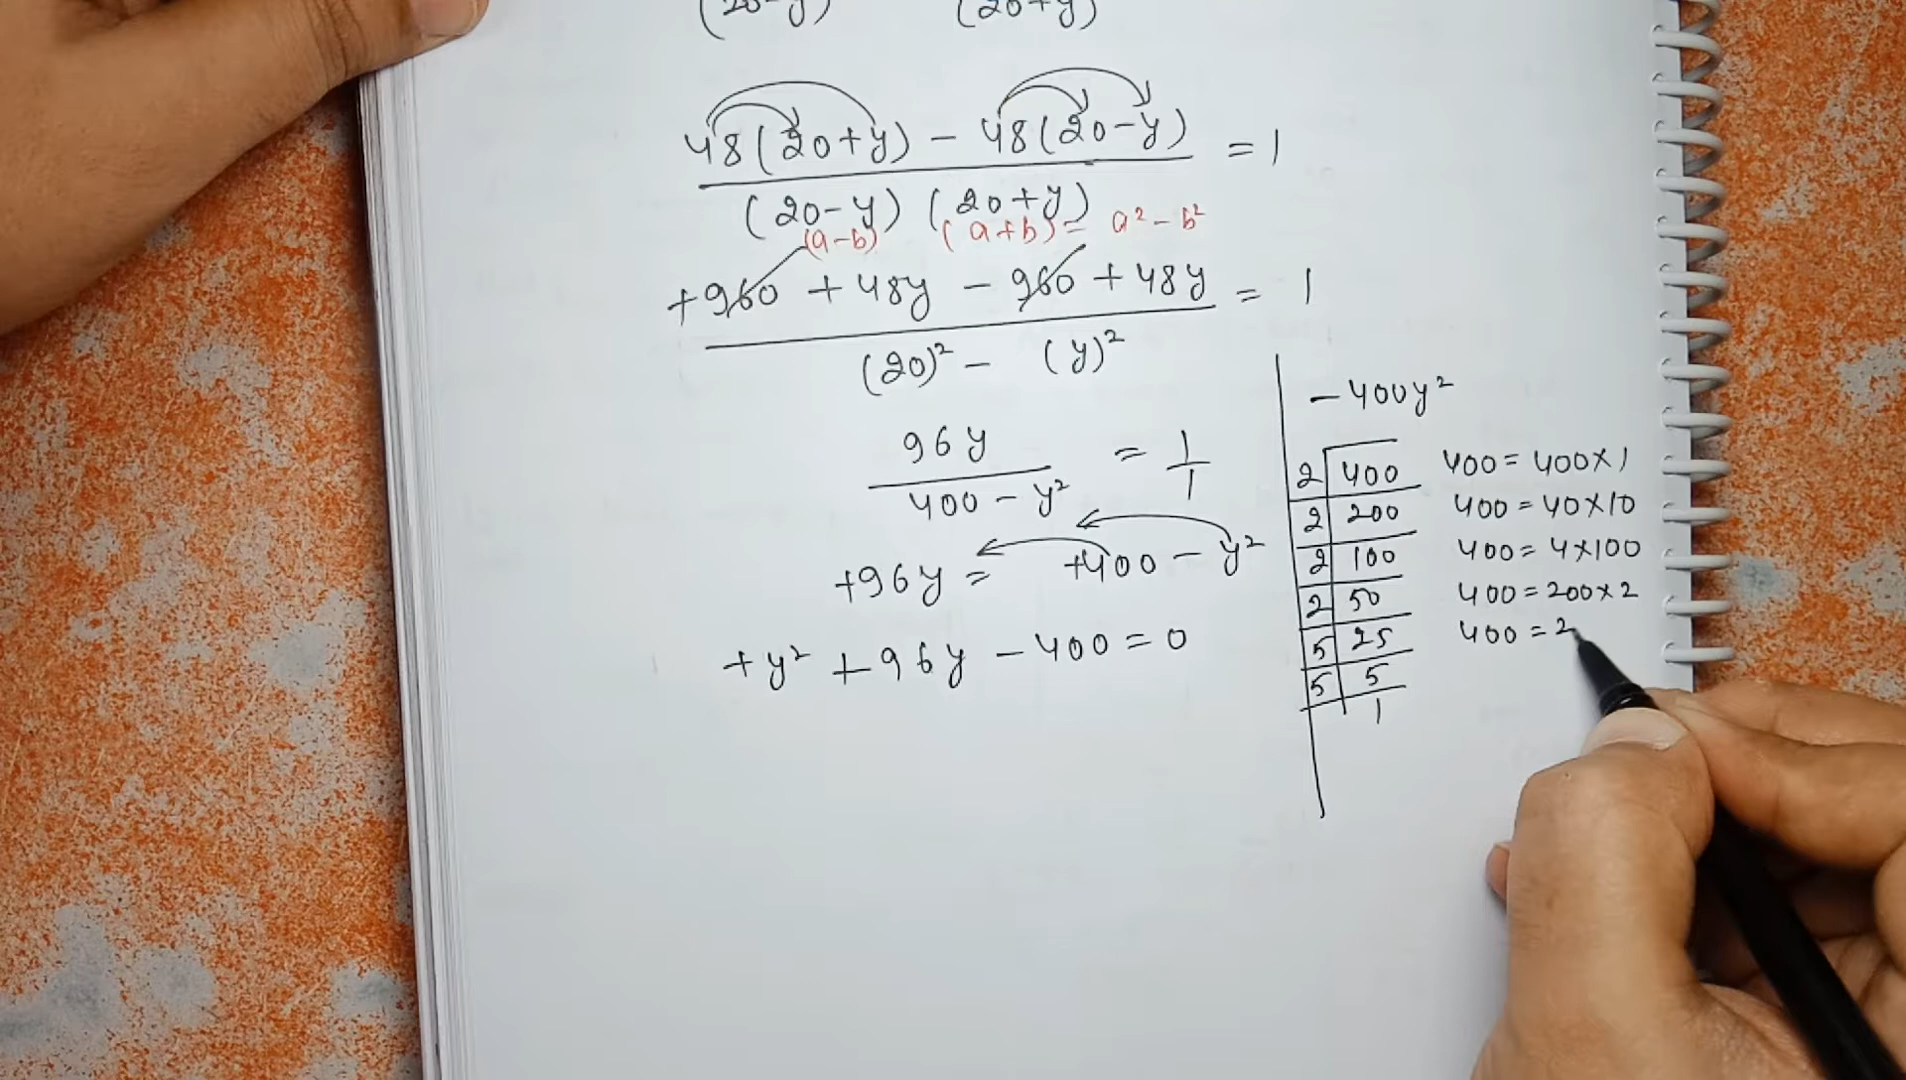 (20-y) (20+y)
48(20+y) - 48(20-y) = 1
(20-y) (20+y)
(a-b) (a+b) = a² - b²
+960 + 48y - 960 + 48y = 1
(20)² - (y)²
96y = 1
400 - y² 1
+96y = +400 - y²
+y² + 96y - 400 = 0
-400y²
2 400
2 200
2 100
2 50
5 25
5 5
1
400 = 400×1
400 = 40×10
400 = 4×100
400 = 200×2
400 = 2